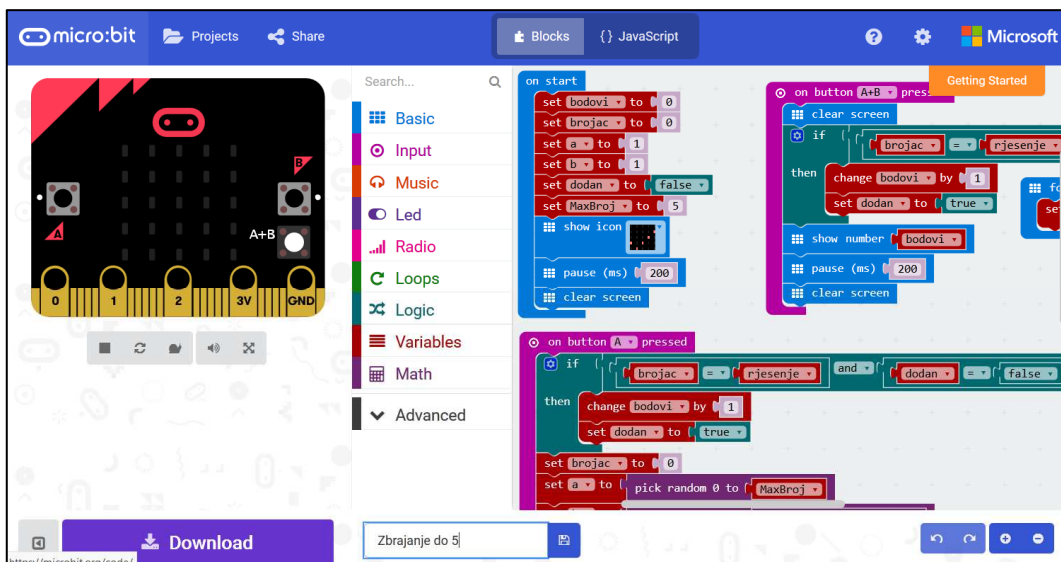 micro:bit Projects Share Blocks {} JavaScript ? Microsoft
Getting Started
B
A
A+B
0 1 2 3V GND
Download
https://microbit.org/code/
Search...
Basic
Input
Music
Led
Radio
Loops
Logic
Variables
Math
Advanced
Zbrajanje do 5
on start
set bodovi to 0
set brojac to 0
set a to 1
set b to 1
set dodan to false
set MaxBroj to 5
show icon
pause (ms) 200
clear screen
on button A+B press
clear screen
if brojac = rjesenje
then change bodovi by 1
set dodan to true
show number bodovi
pause (ms) 200
clear screen
on button A pressed
if brojac = rjesenje and dodan = false
then change bodovi by 1
set dodan to true
set brojac to 0
set a to pick random 0 to MaxBroj